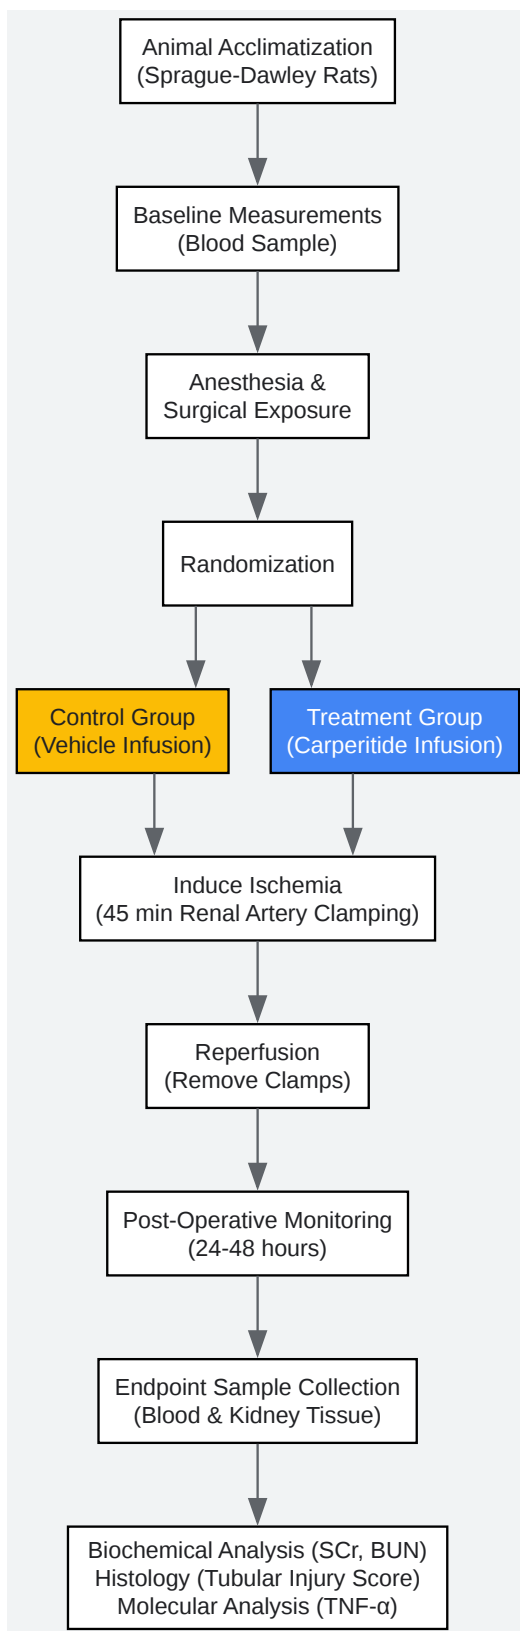 Animal Acclimatization
(Sprague-Dawley Rats)
Baseline Measurements
(Blood Sample)
Anesthesia &
Surgical Exposure
Randomization
Control Group
(Vehicle Infusion)
Treatment Group
(Carperitide Infusion)
Induce Ischemia
(45 min Renal Artery Clamping)
Reperfusion
(Remove Clamps)
Post-Operative Monitoring
(24-48 hours)
Endpoint Sample Collection
(Blood & Kidney Tissue)
Biochemical Analysis (SCr, BUN)
Histology (Tubular Injury Score)
Molecular Analysis (TNF-α)